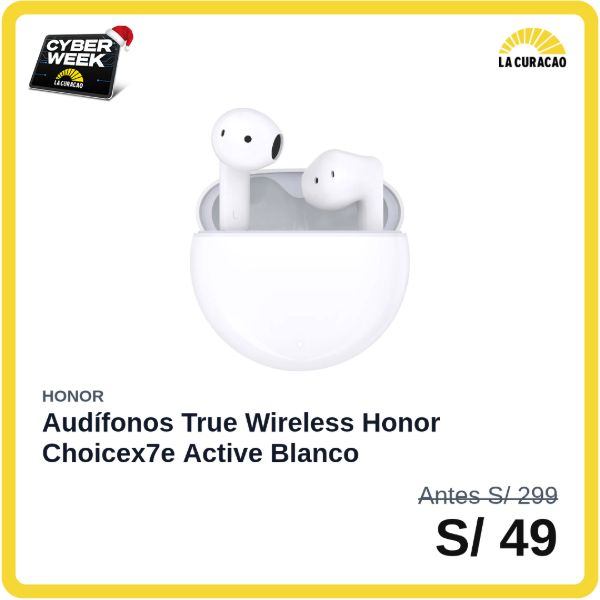 CYBER
WEEK
LA CURACAO
LA CURACAO
HONOR
Audífonos True Wireless Honor
Choicex7e Active Blanco
Antes S/ 299
S/ 49